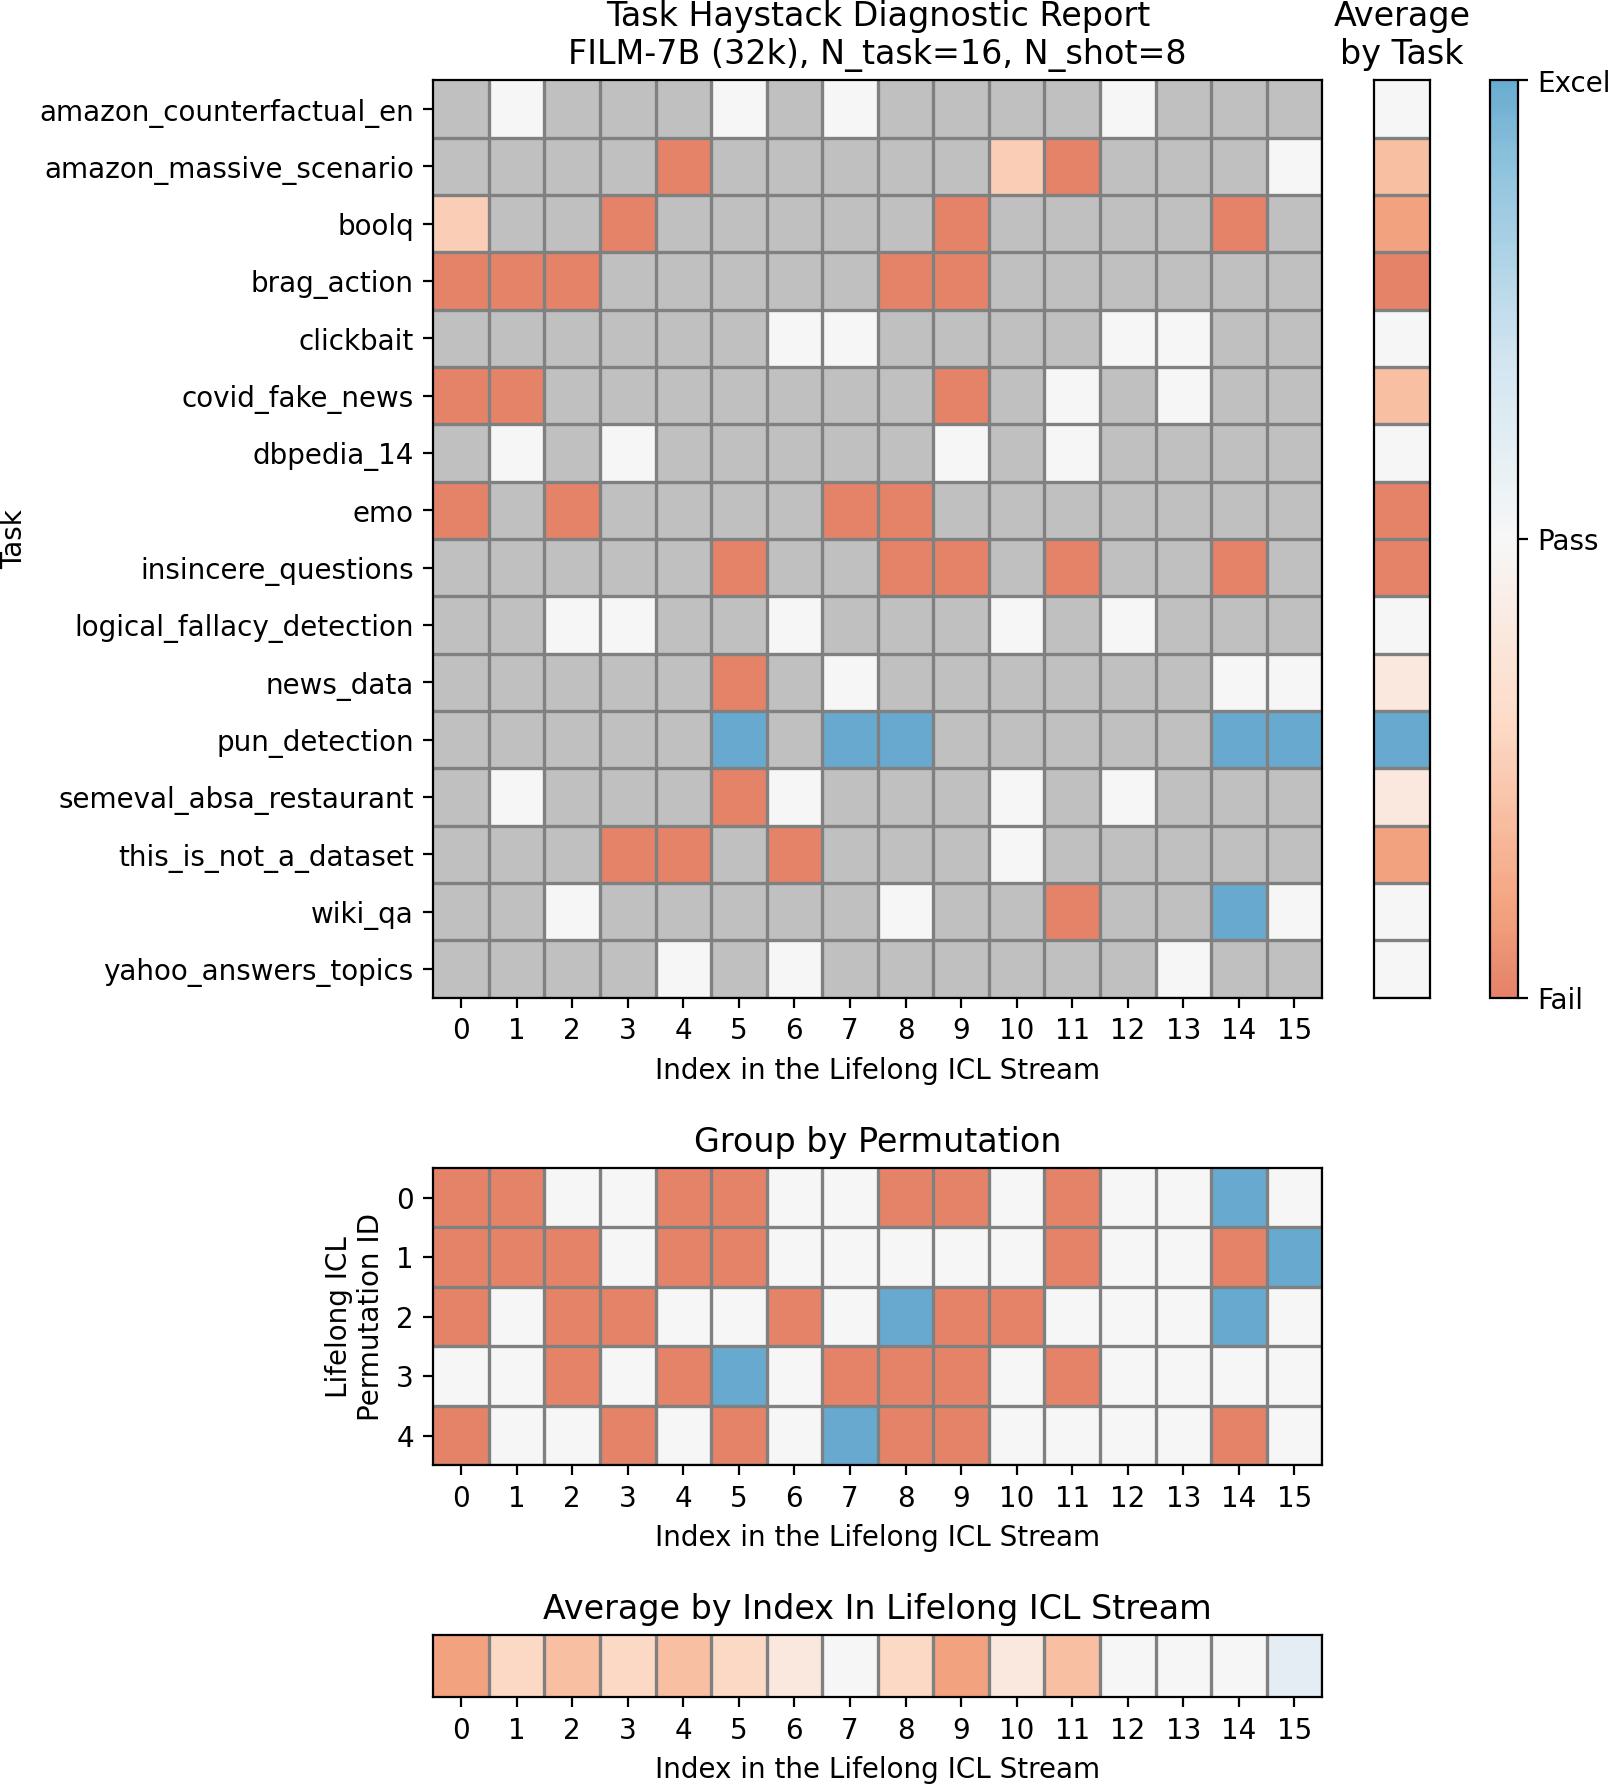 Task Haystack Diagnostic Report
FILM-7B (32k), N_task=16, N_shot=8
Average
by Task
Task
amazon_counterfactual_en
amazon_massive_scenario
boolq
brag_action
clickbait
covid_fake_news
dbpedia_14
emo
insincere_questions
logical_fallacy_detection
news_data
pun_detection
semeval_absa_restaurant
this_is_not_a_dataset
wiki_qa
yahoo_answers_topics
0 1 2 3 4 5 6 7 8 9 10 11 12 13 14 15
Index in the Lifelong ICL Stream
Excel
Pass
Fail
Group by Permutation
Lifelong ICL
Permutation ID
0
1
2
3
4
0 1 2 3 4 5 6 7 8 9 10 11 12 13 14 15
Index in the Lifelong ICL Stream
Average by Index In Lifelong ICL Stream
0 1 2 3 4 5 6 7 8 9 10 11 12 13 14 15
Index in the Lifelong ICL Stream